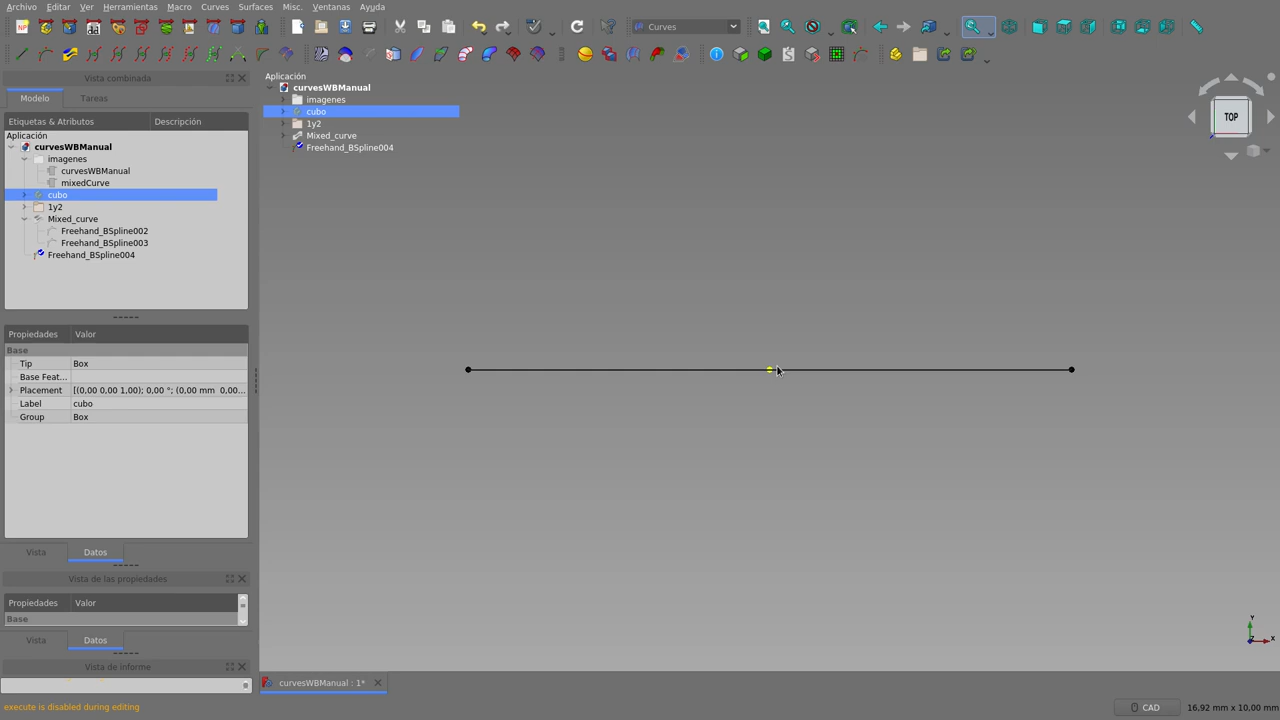 Archivo Editar Ver Herramientas Macro Curves Surfaces Misc. Ventanas Ayuda
Curves
Vista combinada
Modelo Tareas
Etiquetas & Atributos Descripción
Aplicación
curvesWBManual
imagenes
curvesWBManual
mixedCurve
cubo
1y2
Mixed_curve
Freehand_BSpline002
Freehand_BSpline003
Freehand_BSpline004
Propiedades Valor
Base
Tip Box
Base Feat...
Placement [(0,00 0,00 1,00); 0,00 °; (0,00 mm 0,00...
Label cubo
Group Box
Vista Datos
Vista de las propiedades
Propiedades Valor
Base
Vista Datos
Vista de informe
execute is disabled during editing
Aplicación
curvesWBManual
imagenes
cubo
1y2
Mixed_curve
Freehand_BSpline004
TOP
Y
Z X
curvesWBManual : 1*
CAD 16,92 mm x 10,00 mm